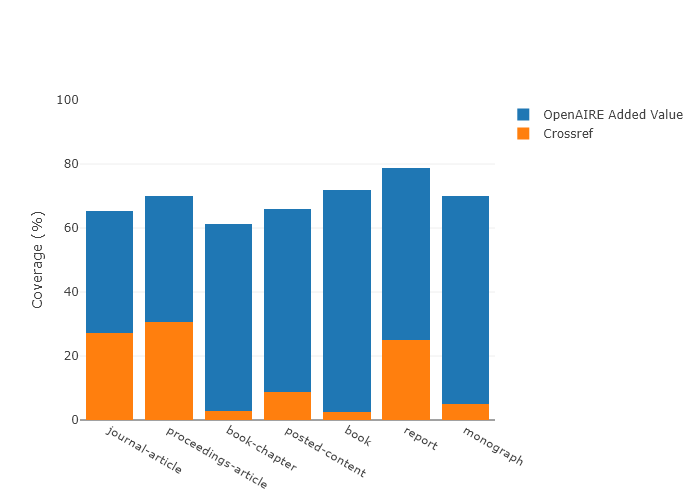 100
80
60
40
20
0
Coverage (%)
journal-article
proceedings-article
book-chapter
posted-content
book
report
monograph
OpenAIRE Added Value
Crossref